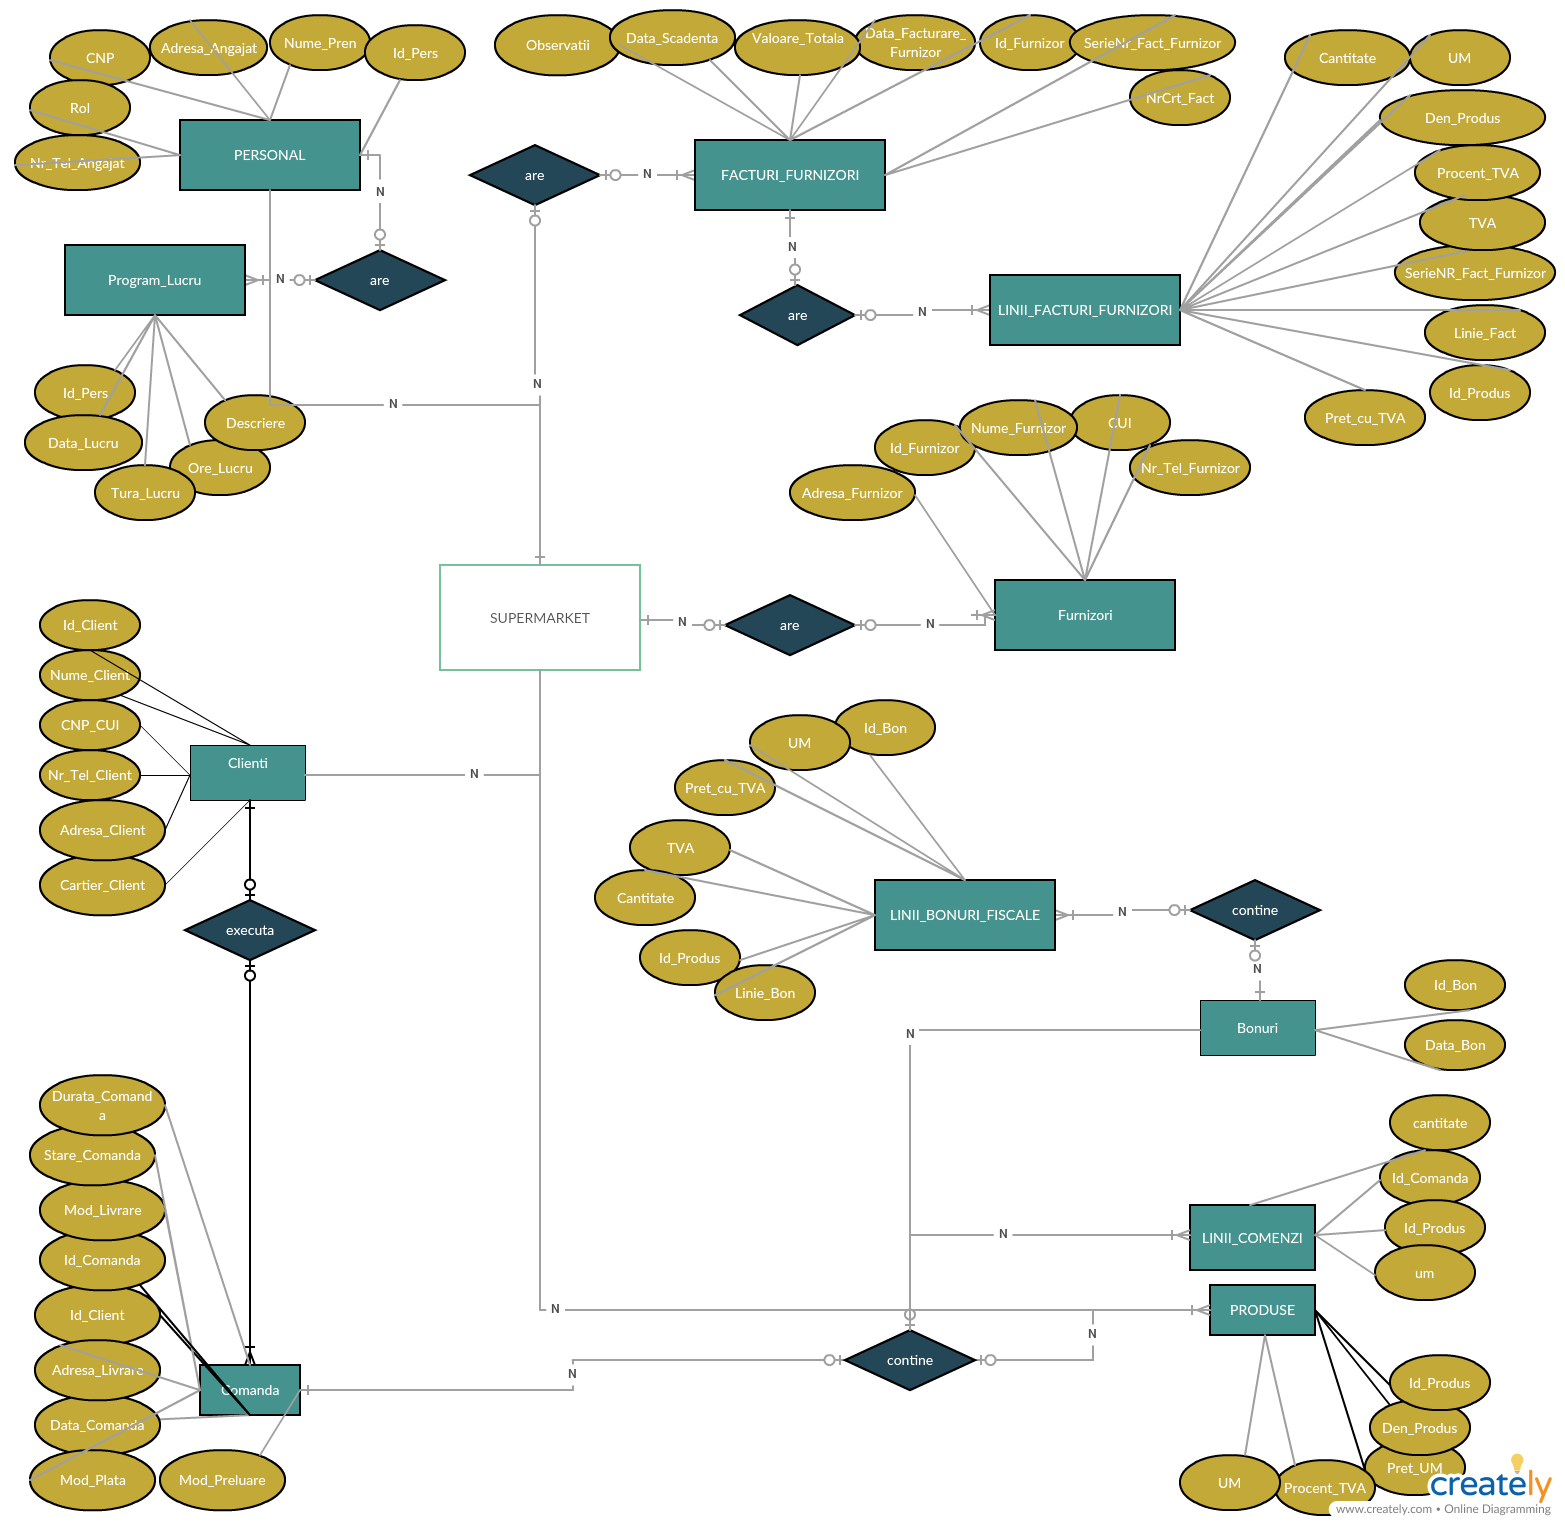 CNP
Adresa_Angajat
Nume_Pren
Id_Pers
Rol
Nr_Tel_Angajat
PERSONAL
N
Program_Lucru
N
are
Id_Pers
Data_Lucru
Tura_Lucru
Ore_Lucru
Descriere
N
Observatii
Data_Scadenta
Valoare_Totala
Data_Facturare_
Furnizor
Id_Furnizor
SerieNr_Fact_Furnizor
NrCrt_Fact
are
N
FACTURI_FURNIZORI
N
N
are
N
LINII_FACTURI_FURNIZORI
Cantitate
UM
Den_Produs
Procent_TVA
TVA
SerieNR_Fact_Furnizor
Linie_Fact
Id_Produs
Pret_cu_TVA
Adresa_Furnizor
Id_Furnizor
Nume_Furnizor
CUI
Nr_Tel_Furnizor
SUPERMARKET
N
are
N
Furnizori
Id_Client
Nume_Client
CNP_CUI
Nr_Tel_Client
Adresa_Client
Cartier_Client
Clienti
N
executa
Id_Bon
UM
Pret_cu_TVA
TVA
Cantitate
Id_Produs
Linie_Bon
LINII_BONURI_FISCALE
N
contine
N
Bonuri
Id_Bon
Data_Bon
N
cantitate
Id_Comanda
Id_Produs
um
N
LINII_COMENZI
N
PRODUSE
N
contine
N
Durata_Comand
a
Stare_Comanda
Mod_Livrare
Id_Comanda
Id_Client
Adresa_Livrare
Data_Comanda
Mod_Plata
Mod_Preluare
Comanda
Id_Produs
Den_Produs
Pret_UM
Procent_TVA
UM
creately
www.creately.com • Online Diagramming